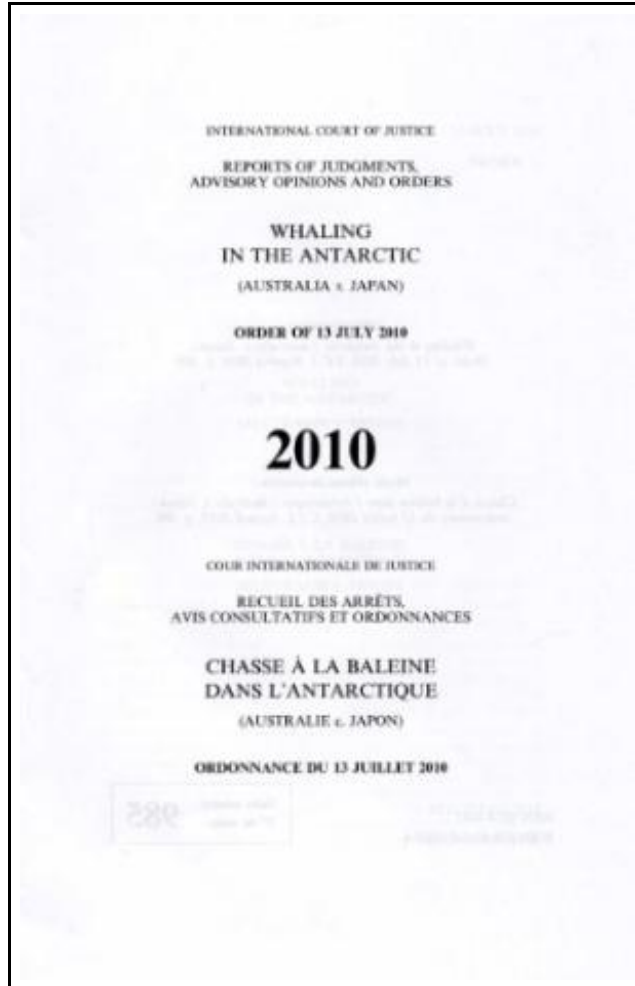 INTERNATIONAL COURT OF JUSTICE
REPORTS OF JUDGMENTS,
ADVISORY OPINIONS AND ORDERS
WHALING
IN THE ANTARCTIC
(AUSTRALIA v. JAPAN)
ORDER OF 13 JULY 2010
2010
COUR INTERNATIONALE DE JUSTICE
RECUEIL DES ARRÊTS,
AVIS CONSULTATIFS ET ORDONNANCES
CHASSE À LA BALEINE
DANS L'ANTARCTIQUE
(AUSTRALIE c. JAPON)
ORDONNANCE DU 13 JUILLET 2010
985